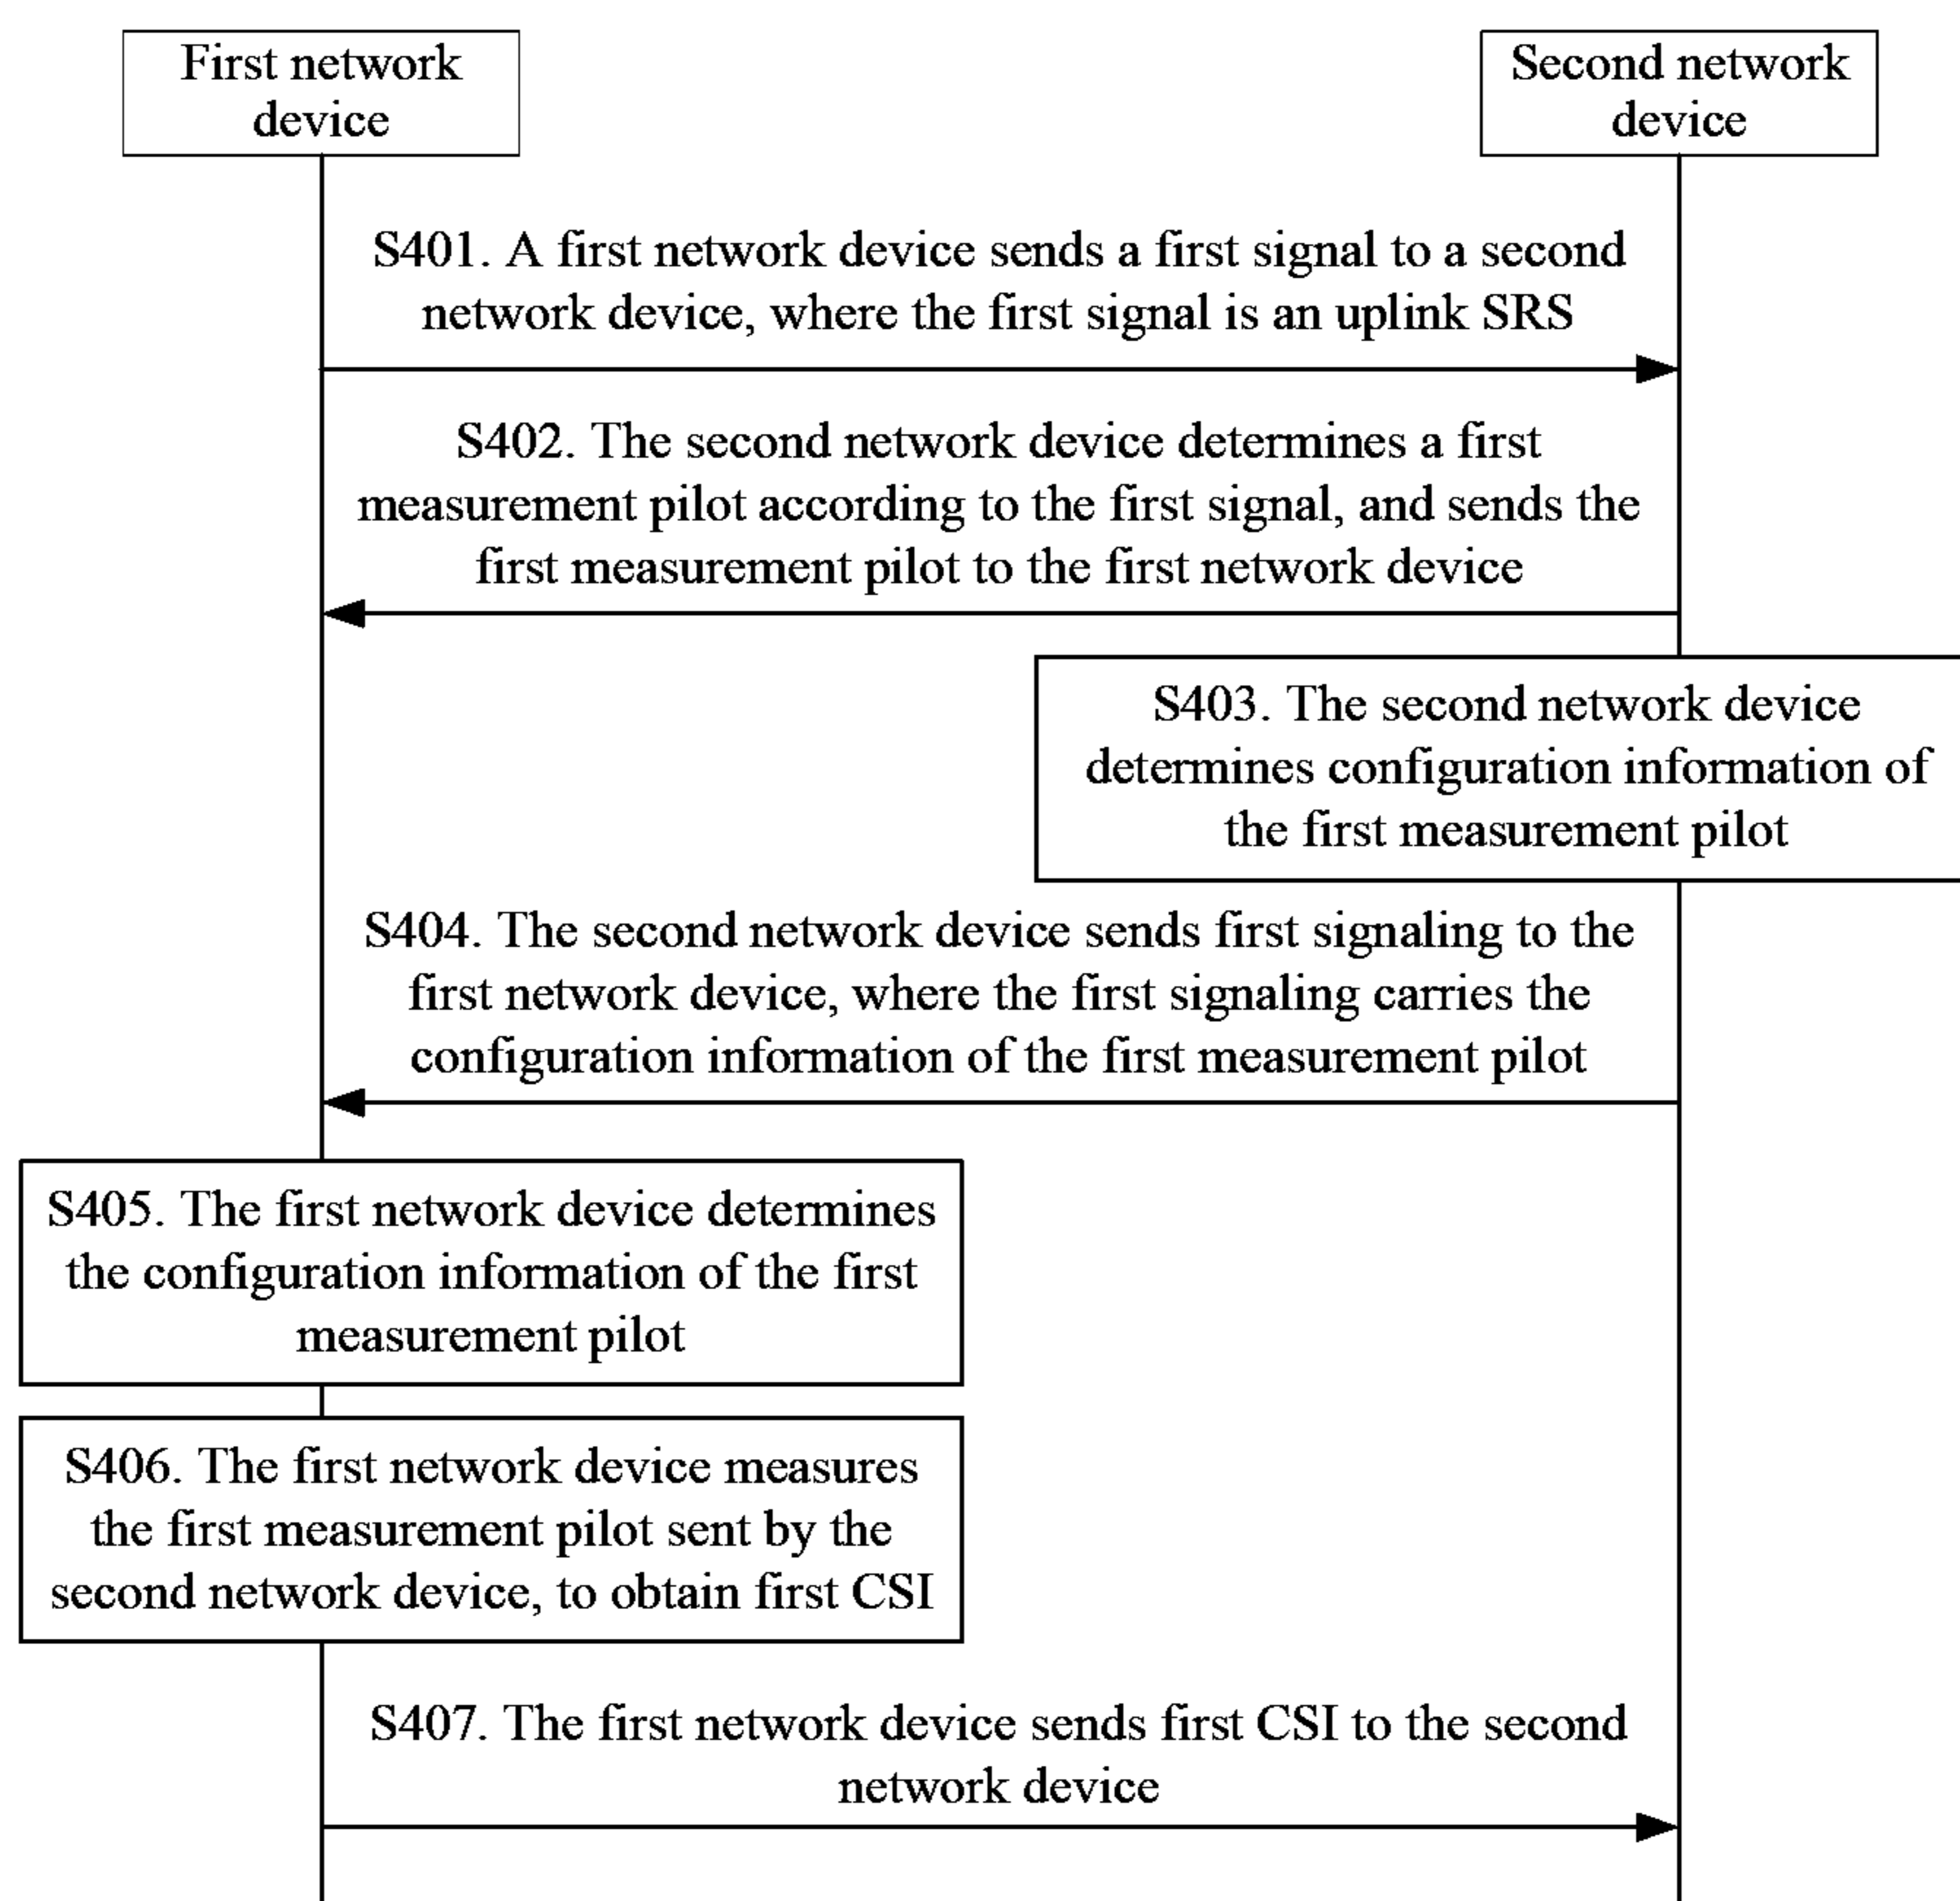 First network
device
Second network
device
S401. A first network device sends a first signal to a second
network device, where the first signal is an uplink SRS
S402. The second network device determines a first
measurement pilot according to the first signal, and sends the
first measurement pilot to the first network device
S403. The second network device
determines configuration information of
the first measurement pilot
S404. The second network device sends first signaling to the
first network device, where the first signaling carries the
configuration information of the first measurement pilot
S405. The first network device determines
the configuration information of the first
measurement pilot
S406. The first network device measures
the first measurement pilot sent by the
second network device, to obtain first CSI
S407. The first network device sends first CSI to the second
network device